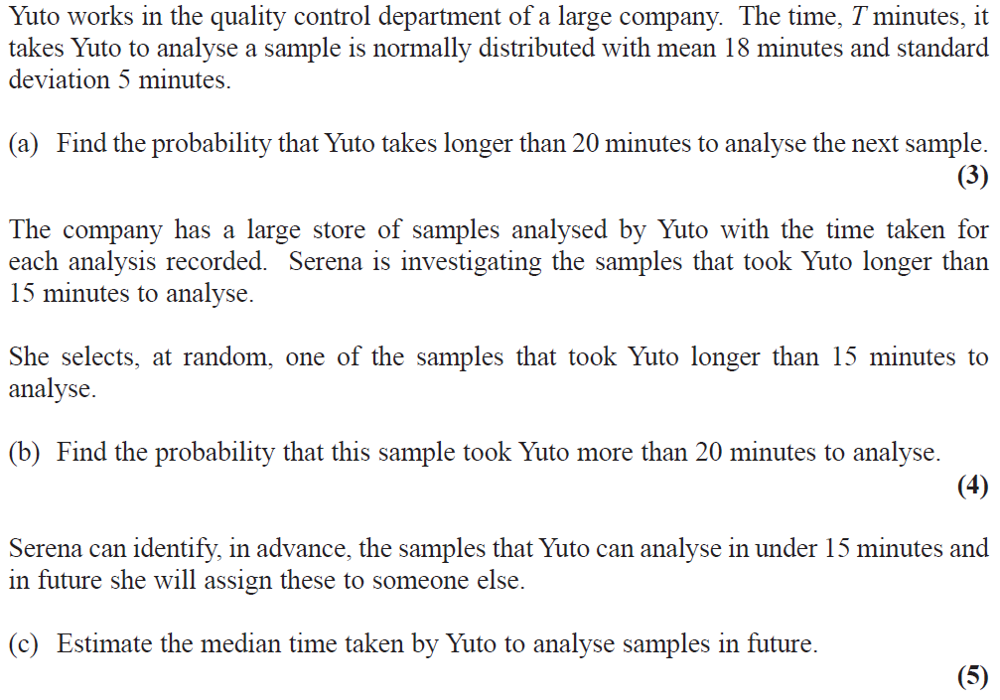 Yuto works in the quality control department of a large company. The time, T minutes, it
takes Yuto to analyse a sample is normally distributed with mean 18 minutes and standard
deviation 5 minutes.
(a) Find the probability that Yuto takes longer than 20 minutes to analyse the next sample.
(3)
The company has a large store of samples analysed by Yuto with the time taken for
each analysis recorded. Serena is investigating the samples that took Yuto longer than
15 minutes to analyse.
She selects, at random, one of the samples that took Yuto longer than 15 minutes to
analyse.
(b) Find the probability that this sample took Yuto more than 20 minutes to analyse.
(4)
Serena can identify, in advance, the samples that Yuto can analyse in under 15 minutes and
in future she will assign these to someone else.
(c) Estimate the median time taken by Yuto to analyse samples in future.
(5)